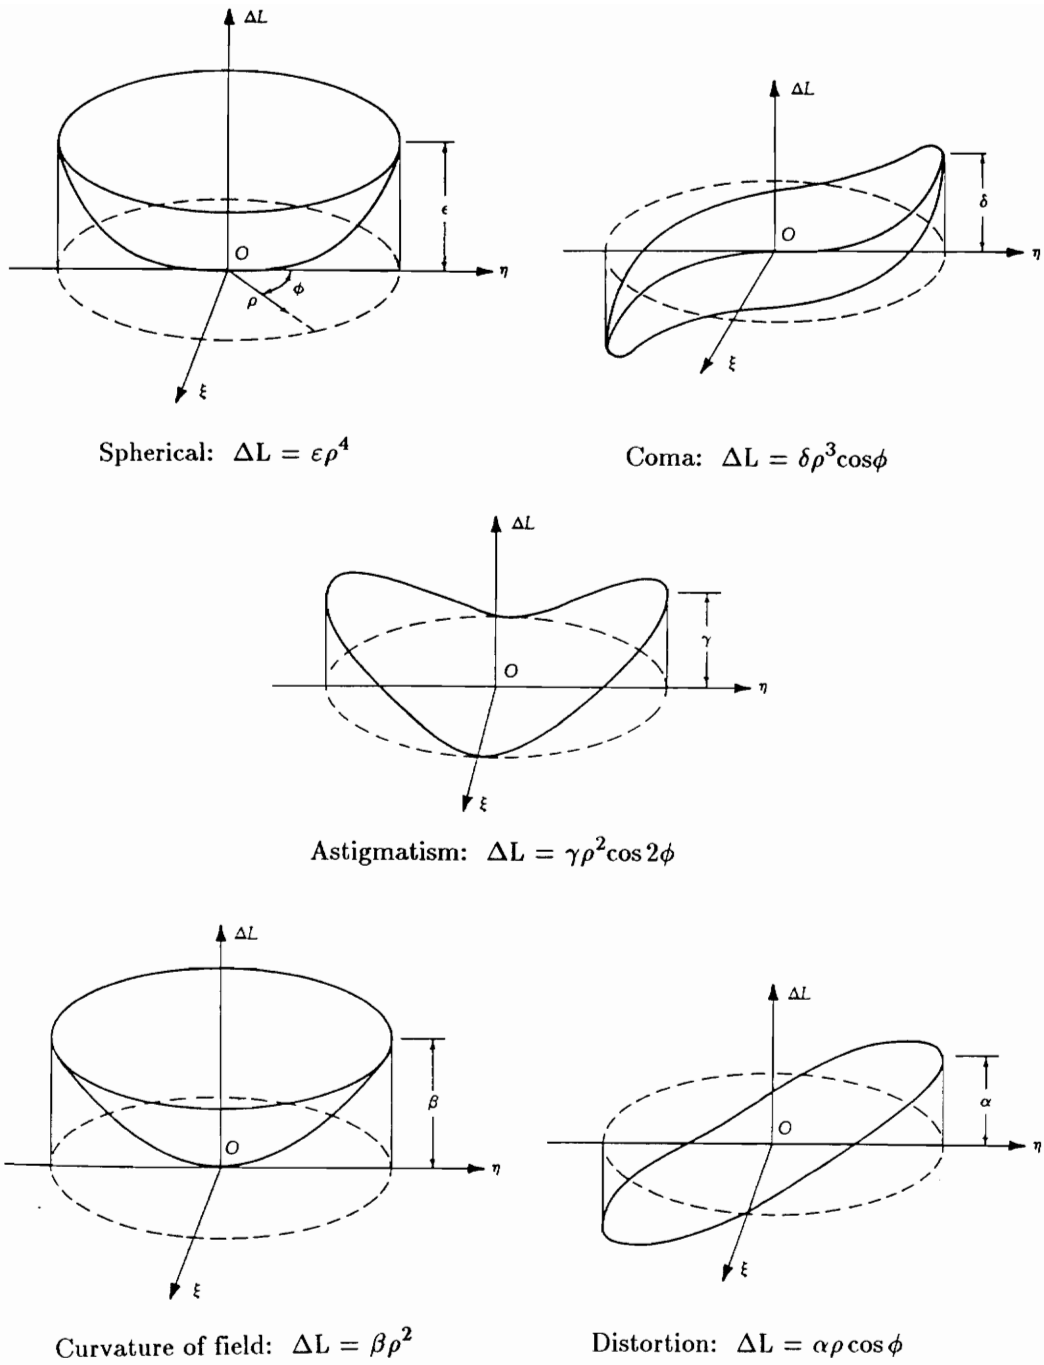 ΔL
ϵ
O
η
ρ
ϕ
ξ
Spherical: ΔL = ερ⁴
ΔL
δ
O
η
ξ
Coma: ΔL = δρ³cosϕ
ΔL
γ
O
η
ξ
Astigmatism: ΔL = γρ²cos 2ϕ
ΔL
β
O
η
ξ
Curvature of field: ΔL = βρ²
ΔL
α
O
η
ξ
Distortion: ΔL = αρ cos ϕ